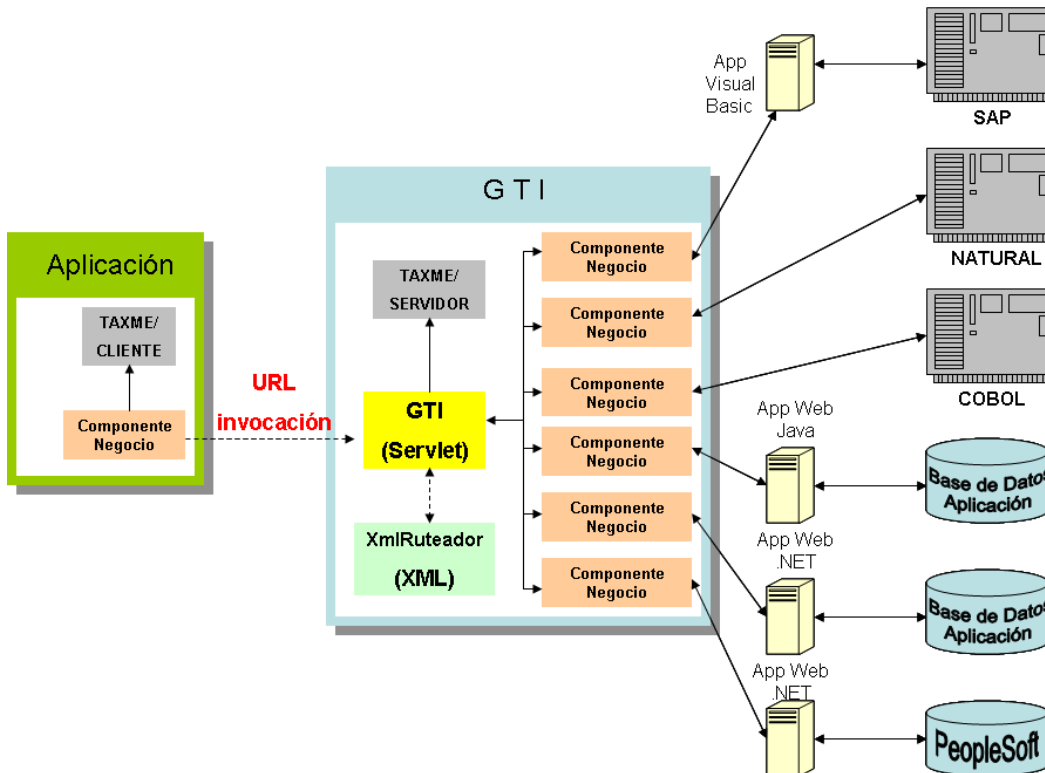 App
Visual
Basic
SAP
G T I
NATURAL
Aplicación
TAXME/
CLIENTE
Componente
Negocio
URL
invocación
TAXME/
SERVIDOR
GTI
(Servlet)
XmlRuteador
(XML)
Componente
Negocio
Componente
Negocio
Componente
Negocio
Componente
Negocio
Componente
Negocio
Componente
Negocio
COBOL
App Web
Java
Base de Datos
Aplicación
App Web
.NET
Base de Datos
Aplicación
App Web
.NET
PeopleSoft